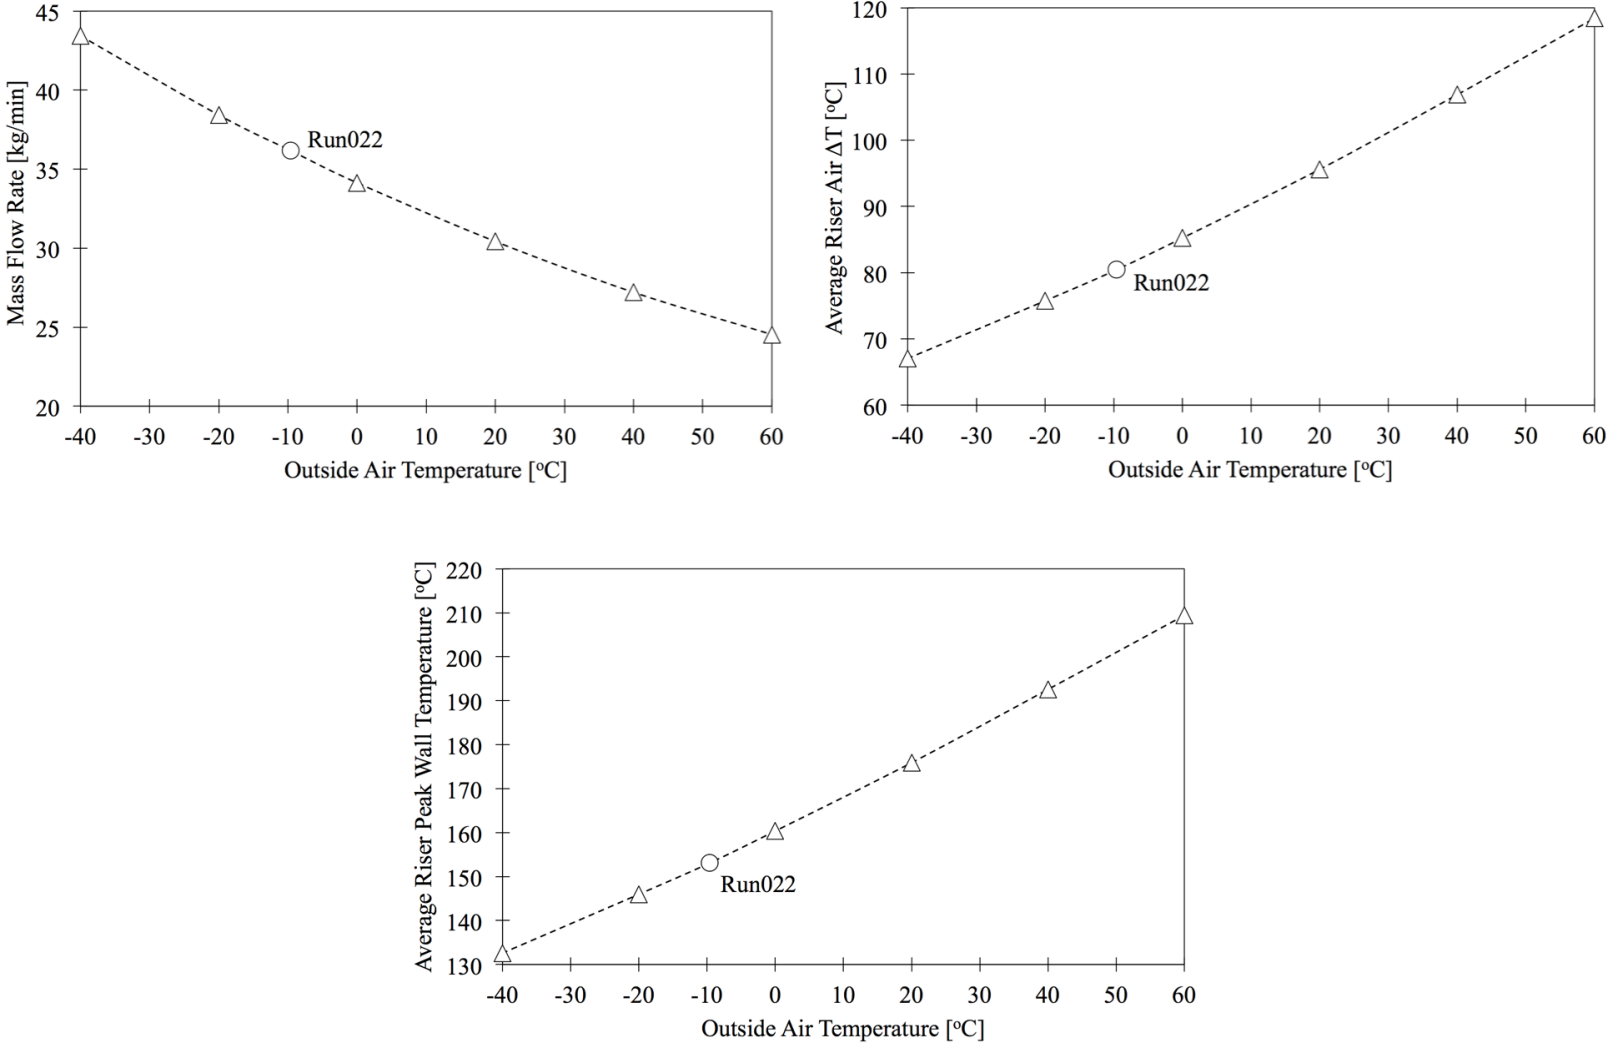 Mass Flow Rate [kg/min]
45
40
35
30
25
20
Run022
-40 -30 -20 -10 0 10 20 30 40 50 60
Outside Air Temperature [°C]
Average Riser Air ΔT [°C]
120
110
100
90
80
70
60
Run022
-40 -30 -20 -10 0 10 20 30 40 50 60
Outside Air Temperature [°C]
Average Riser Peak Wall Temperature [°C]
220
210
200
190
180
170
160
150
140
130
Run022
-40 -30 -20 -10 0 10 20 30 40 50 60
Outside Air Temperature [°C]